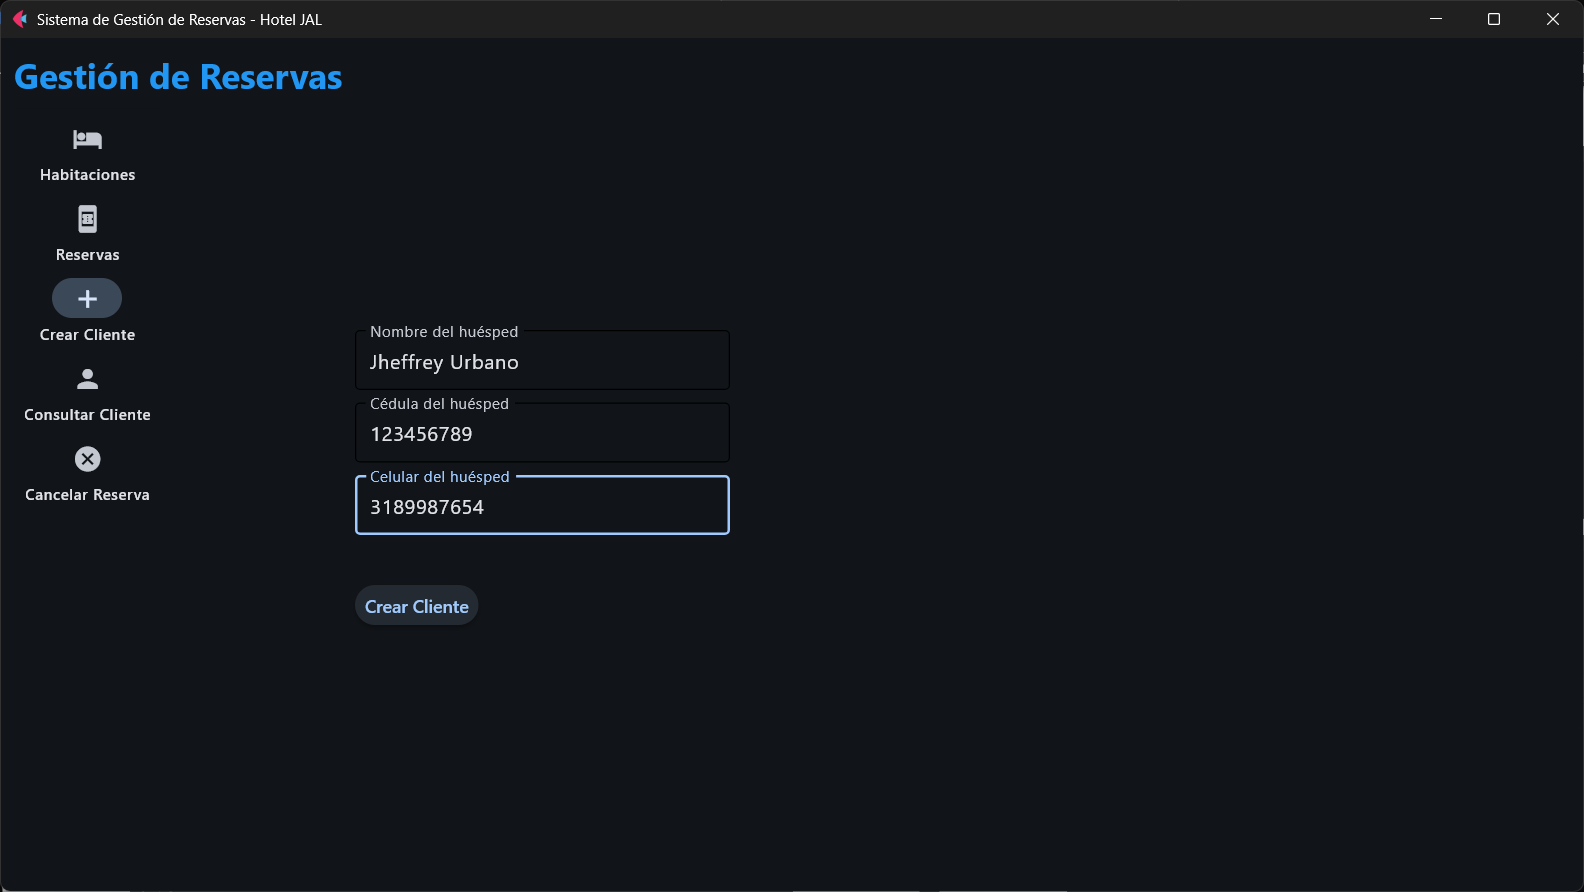 Sistema de Gestión de Reservas - Hotel JAL
Gestión de Reservas
Habitaciones
Reservas
Crear Cliente
Consultar Cliente
Cancelar Reserva
Nombre del huésped
Jheffrey Urbano
Cédula del huésped
123456789
Celular del huésped
3189987654
Crear Cliente